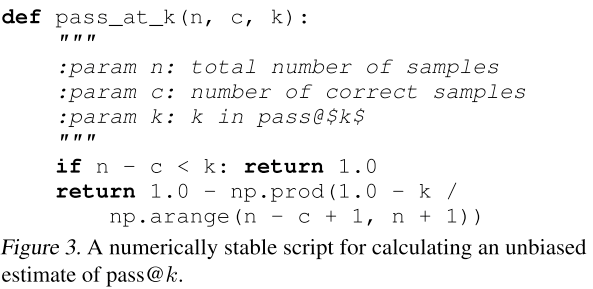 def pass_at_k(n, c, k):
    """
    :param n: total number of samples
    :param c: number of correct samples
    :param k: k in pass@$k$
    """
    if n - c < k: return 1.0
    return 1.0 - np.prod(1.0 - k /
        np.arange(n - c + 1, n + 1))
Figure 3. A numerically stable script for calculating an unbiased
estimate of pass@k.